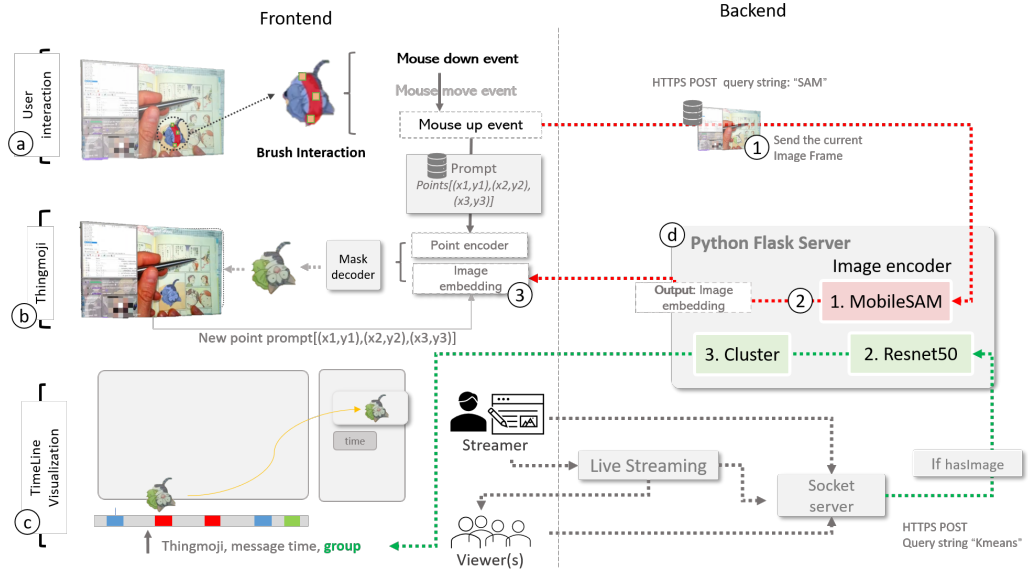 Frontend
Backend
User
interaction
a
Brush Interaction
Mouse down event
Mouse move event
Mouse up event
Prompt
Points[(x1,y1),(x2,y2),
(x3,y3)]
HTTPS POST query string: "SAM"
1
Send the current
Image Frame
Thingmoji
b
Mask
decoder
Point encoder
Image
embedding
3
New point prompt[(x1,y1),(x2,y2),(x3,y3)]
d
Python Flask Server
Image encoder
Output: Image
embedding
2
1. MobileSAM
3. Cluster
2. Resnet50
TimeLine
Visualization
c
time
Thingmoji, message time, group
Streamer
Live Streaming
Viewer(s)
Socket
server
If hasImage
HTTPS POST
Query string "Kmeans"